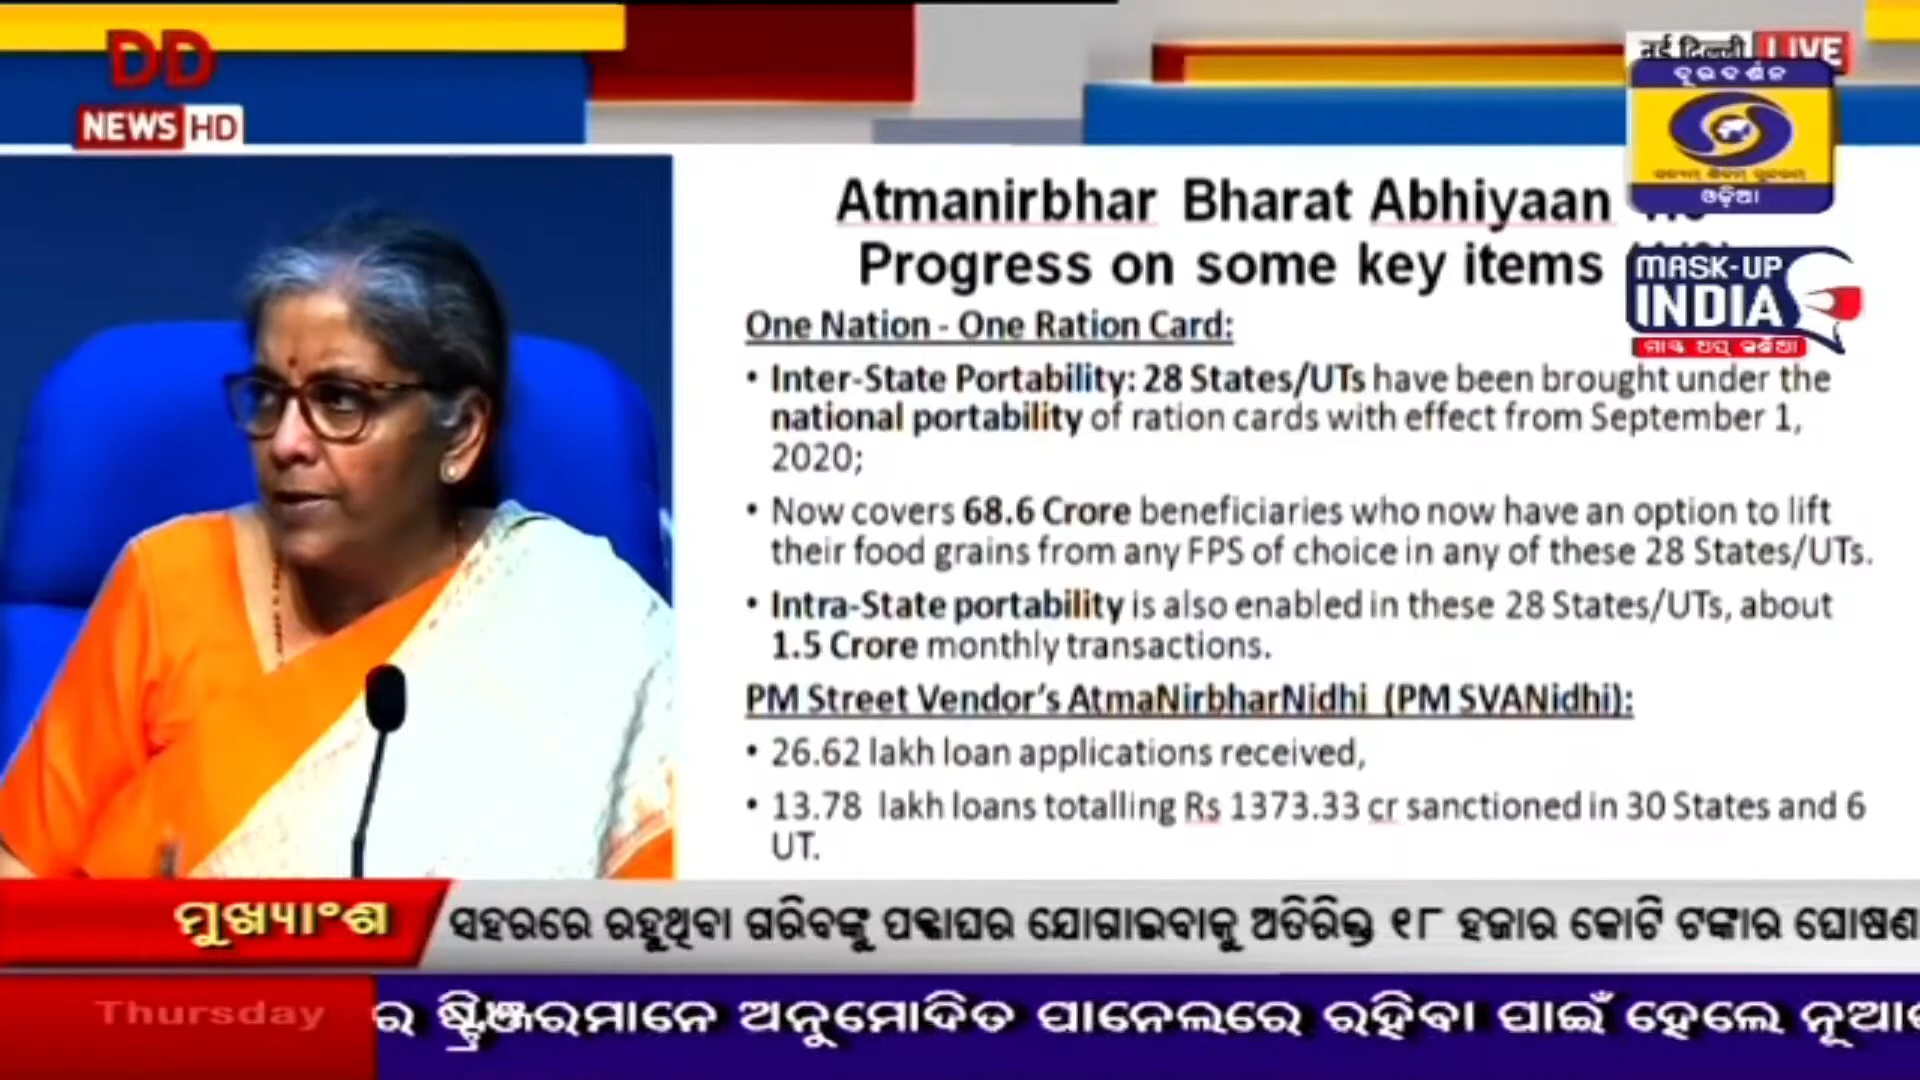 DD
NEWS HD
नई दिल्ली LIVE
ଦୂରଦର୍ଶନ
ଓଡ଼ିଆ
Atmanirbhar Bharat Abhiyaan
Progress on some key items
MASK-UP
INDIA
ମାସ୍କ ଅପ୍ ଇଣ୍ଡିଆ
One Nation - One Ration Card:
• Inter-State Portability: 28 States/UTs have been brought under the
national portability of ration cards with effect from September 1,
2020;
• Now covers 68.6 Crore beneficiaries who now have an option to lift
their food grains from any FPS of choice in any of these 28 States/UTs.
• Intra-State portability is also enabled in these 28 States/UTs, about
1.5 Crore monthly transactions.
PM Street Vendor's AtmaNirbharNidhi (PM SVANidhi):
• 26.62 lakh loan applications received,
• 13.78 lakh loans totalling Rs 1373.33 cr sanctioned in 30 States and 6
UT.
ମୁଖ୍ୟାଂଶ ସହରରେ ରହୁଥିବା ଗରିବଙ୍କୁ ପକ୍କାଘର ଯୋଗାଇବାକୁ ଅତିରିକ୍ତ ୧୮ ହଜାର କୋଟି ଟଙ୍କାର ଘୋଷଣ
Thursday ର ଷ୍ଟ୍ରିଞ୍ଜରମାନେ ଅନୁମୋଦିତ ପାନେଲରେ ରହିବା ପାଇଁ ହେଲେ ନୂଆ